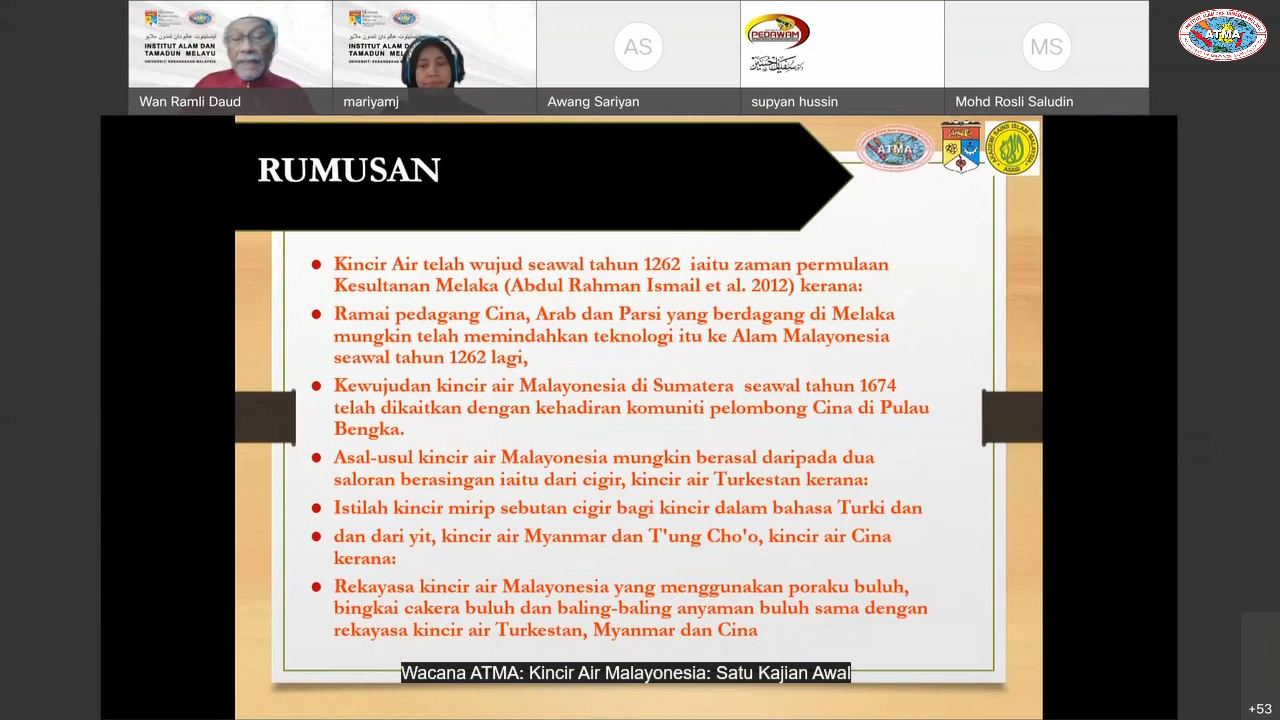 INSTITUT ALAM DAN
TAMADUN MELAYU
UNIVERSITI KEBANGSAAN MALAYSIA
Wan Ramli Daud
INSTITUT ALAM DAN
TAMADUN MELAYU
mariyamj
AS
Awang Sariyan
PEDAWAM
supyan hussin
MS
Mohd Rosli Saludin
ATMA
RUMUSAN
ATMA
Kincir Air telah wujud seawal tahun 1262 iaitu zaman permulaan
Kesultanan Melaka (Abdul Rahman Ismail et al. 2012) kerana:
Ramai pedagang Cina, Arab dan Parsi yang berdagang di Melaka
mungkin telah memindahkan teknologi itu ke Alam Malayonesia
seawal tahun 1262 lagi,
Kewujudan kincir air Malayonesia di Sumatera seawal tahun 1674
telah dikaitkan dengan kehadiran komuniti pelombong Cina di Pulau
Bengka.
Asal-usul kincir air Malayonesia mungkin berasal daripada dua
saloran berasingan iaitu dari cigir, kincir air Turkestan kerana:
Istilah kincir mirip sebutan cigir bagi kincir dalam bahasa Turki dan
dan dari yit, kincir air Myanmar dan T'ung Cho'o, kincir air Cina
kerana:
Rekayasa kincir air Malayonesia yang menggunakan poraku buluh,
bingkai cakera buluh dan baling-baling anyaman buluh sama dengan
rekayasa kincir air Turkestan, Myanmar dan Cina
Wacana ATMA: Kincir Air Malayonesia: Satu Kajian Awal
+53